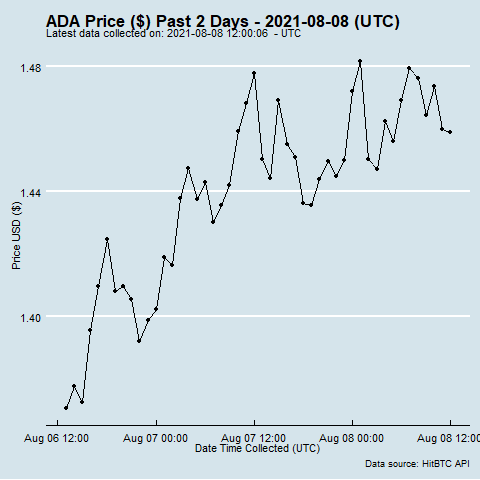 ADA Price ($) Past 2 Days - 2021-08-08 (UTC)
Latest data collected on: 2021-08-08 12:00:06 - UTC
1.48
1.44
1.40
Price USD ($)
Aug 06 12:00
Aug 07 00:00
Aug 07 12:00
Aug 08 00:00
Aug 08 12:00
Date Time Collected (UTC)
Data source: HitBTC API